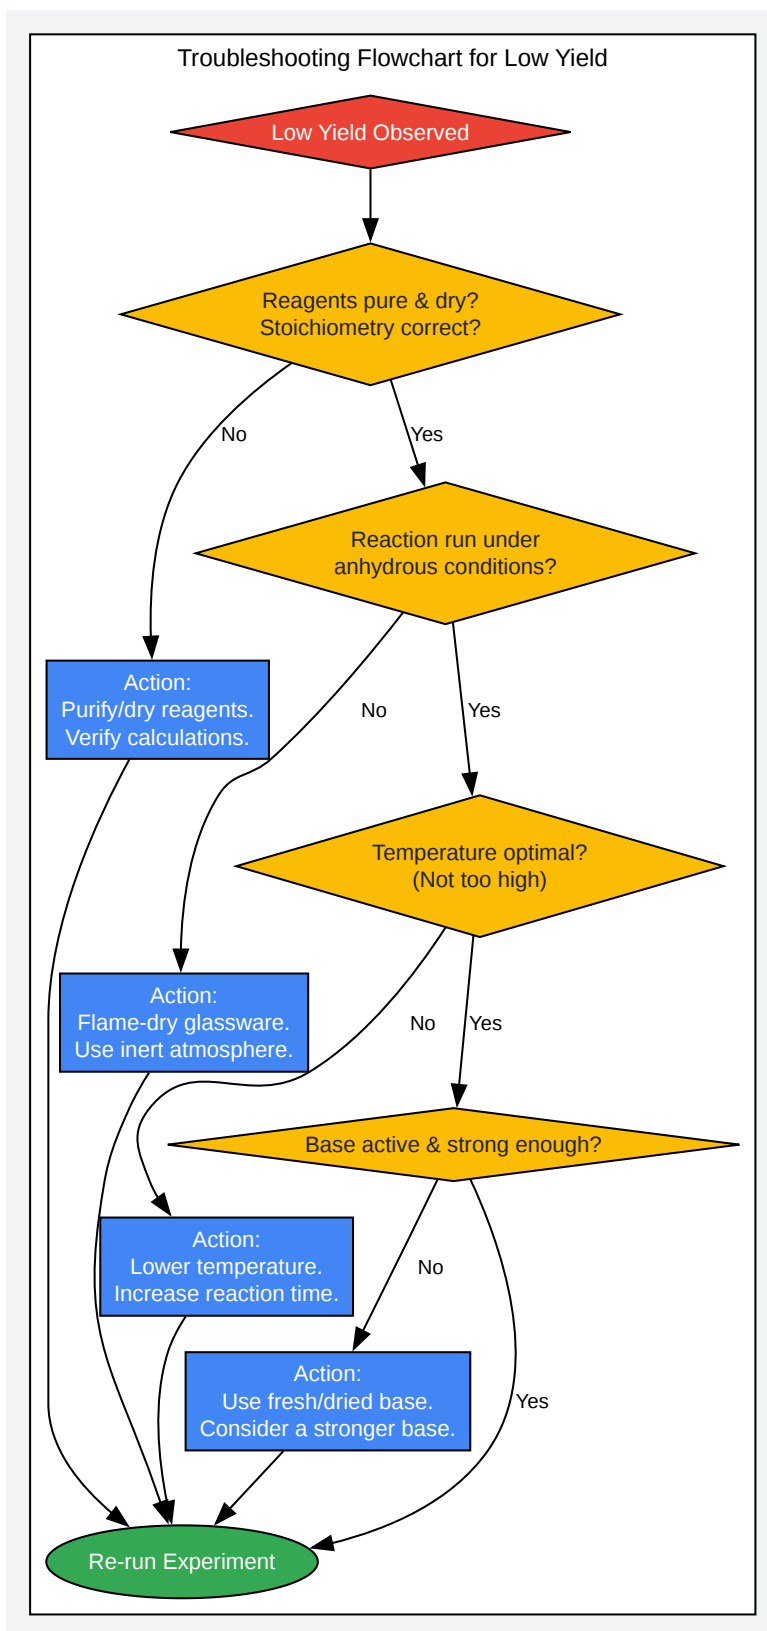 Troubleshooting Flowchart for Low Yield
Low Yield Observed
Reagents pure & dry?
Stoichiometry correct?
No
Yes
Reaction run under
anhydrous conditions?
Action:
Purify/dry reagents.
Verify calculations.
No
Yes
Temperature optimal?
(Not too high)
Action:
Flame-dry glassware.
Use inert atmosphere.
No
Yes
Base active & strong enough?
Action:
Lower temperature.
Increase reaction time.
No
Action:
Use fresh/dried base.
Consider a stronger base.
Yes
Re-run Experiment